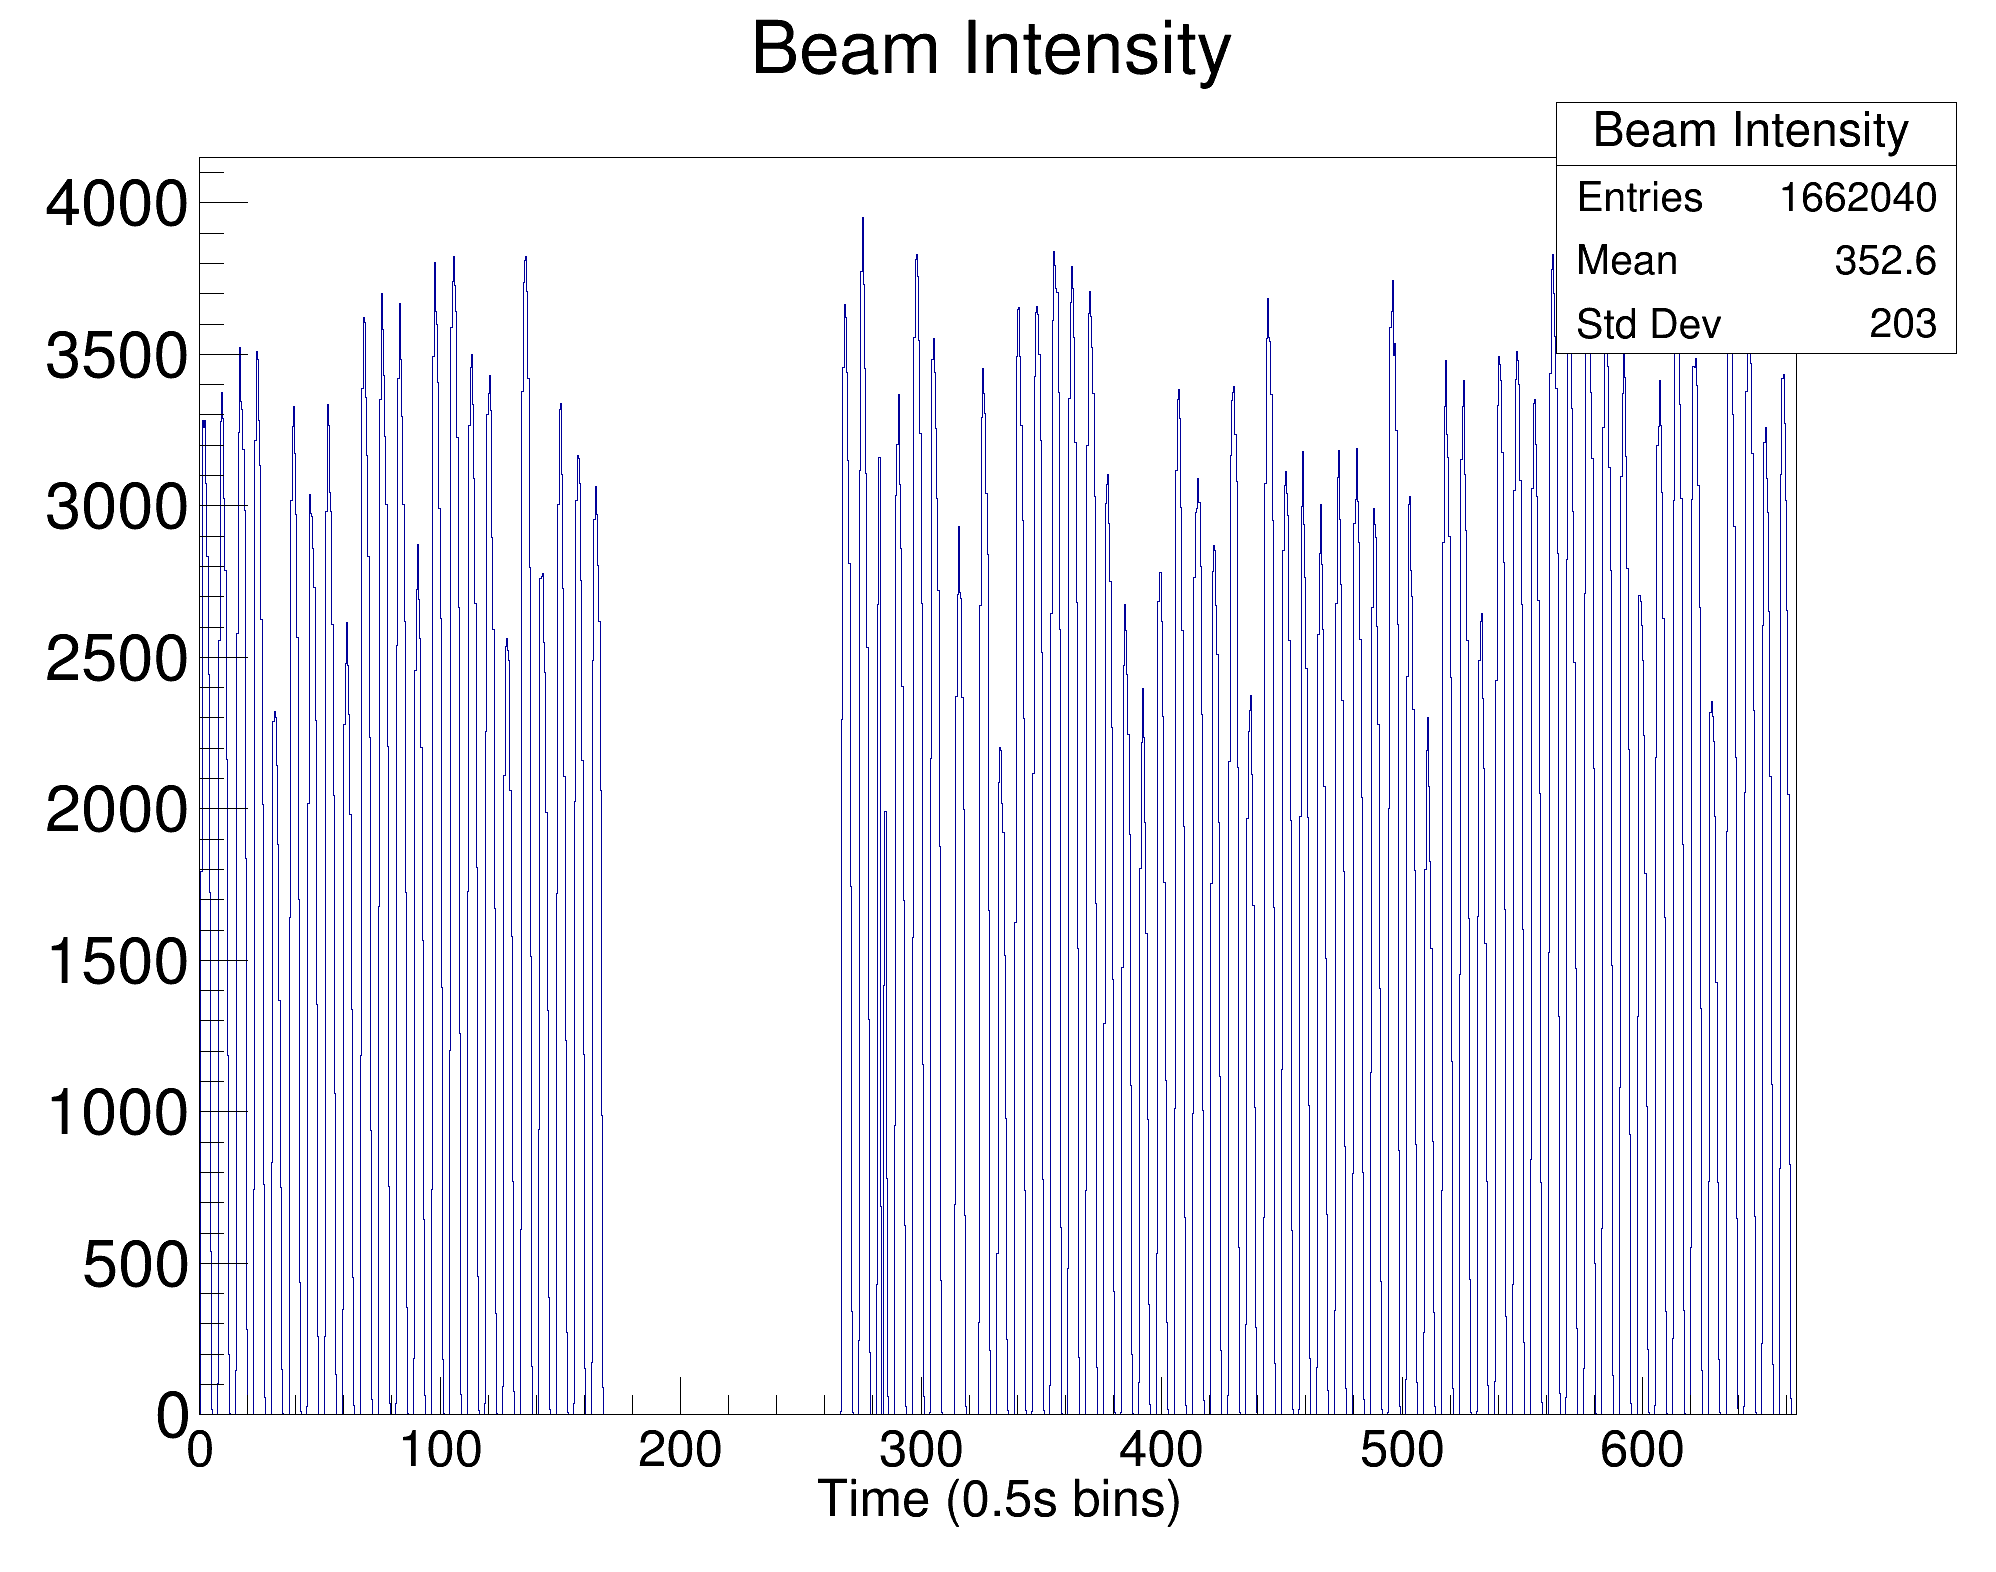 Beam Intensity
Beam Intensity
Entries 1662040
Mean 352.6
Std Dev 203
4000
3500
3000
2500
2000
1500
1000
500
0
0 100 200 300 400 500 600
Time (0.5s bins)